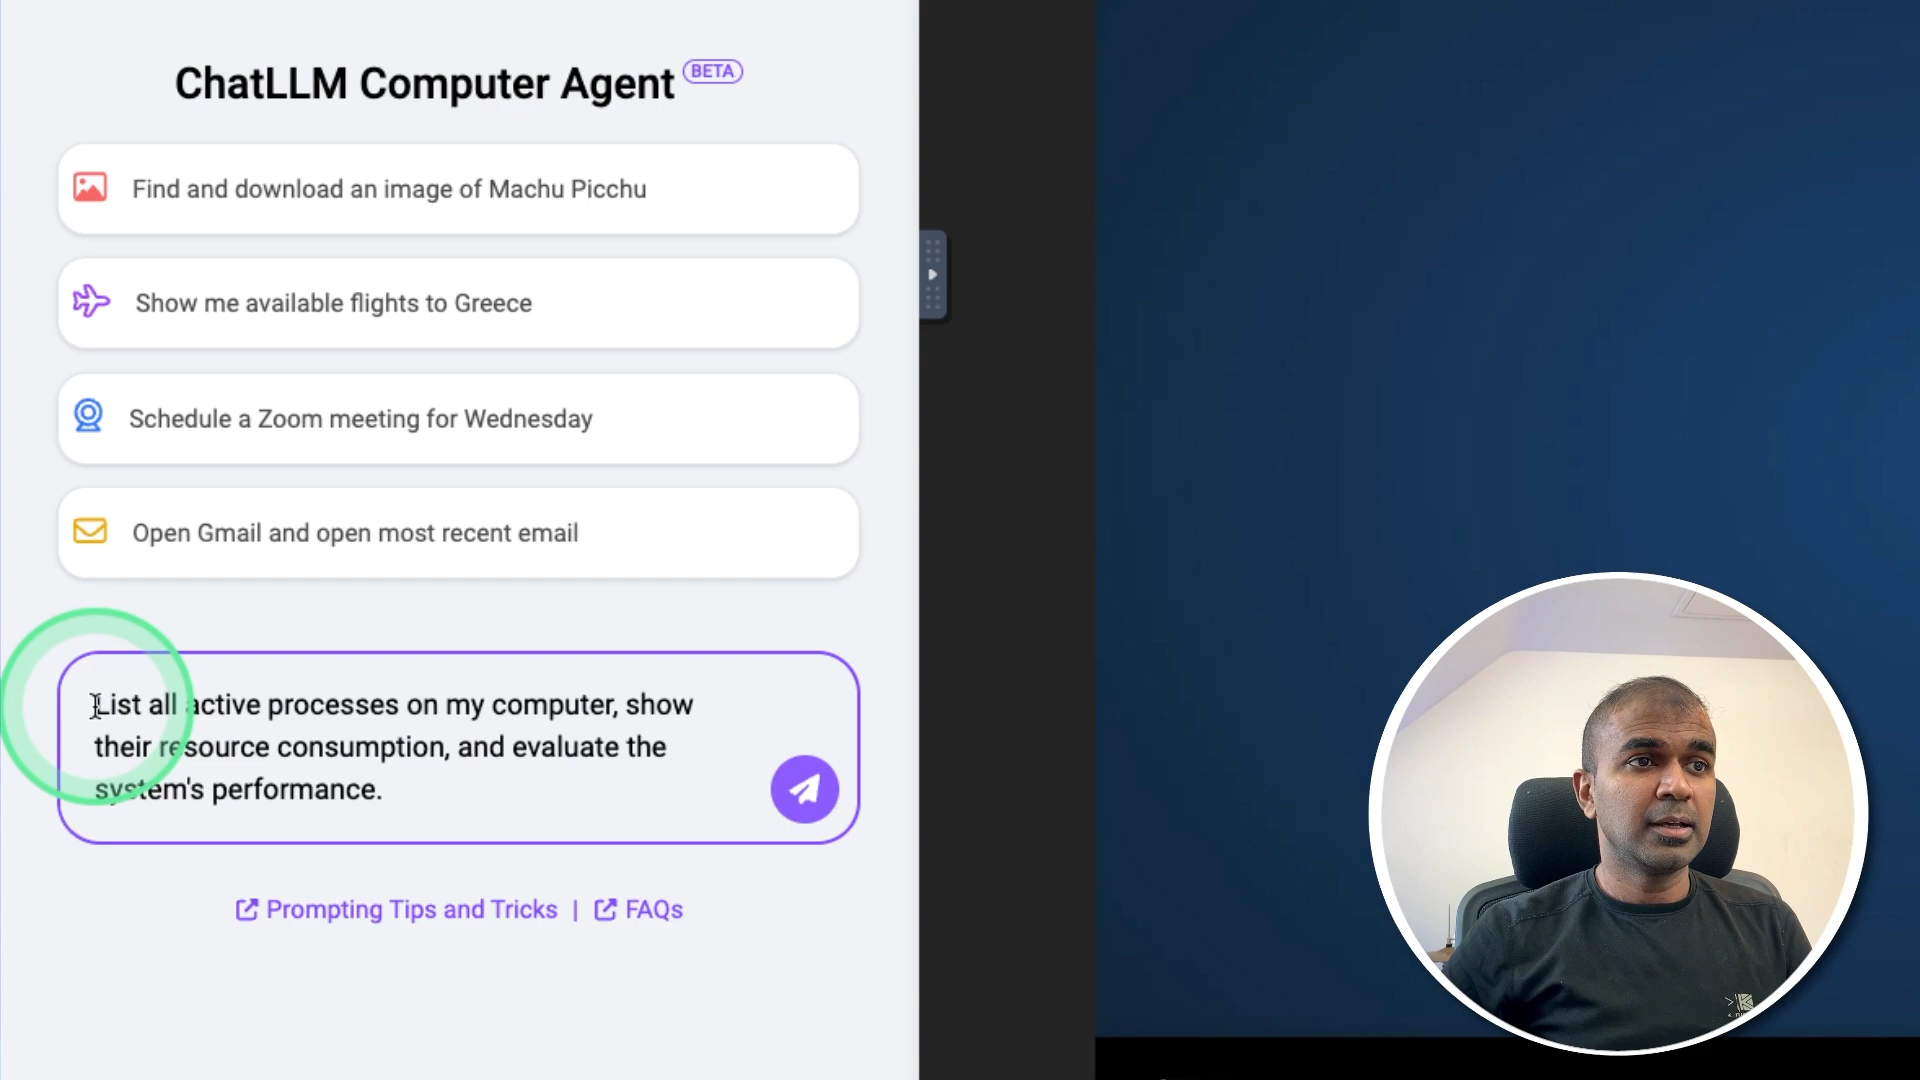 ChatLLM Computer Agent BETA
Find and download an image of Machu Picchu
Show me available flights to Greece
Schedule a Zoom meeting for Wednesday
Open Gmail and open most recent email
List all active processes on my computer, show
their resource consumption, and evaluate the
system's performance.
Prompting Tips and Tricks | FAQs